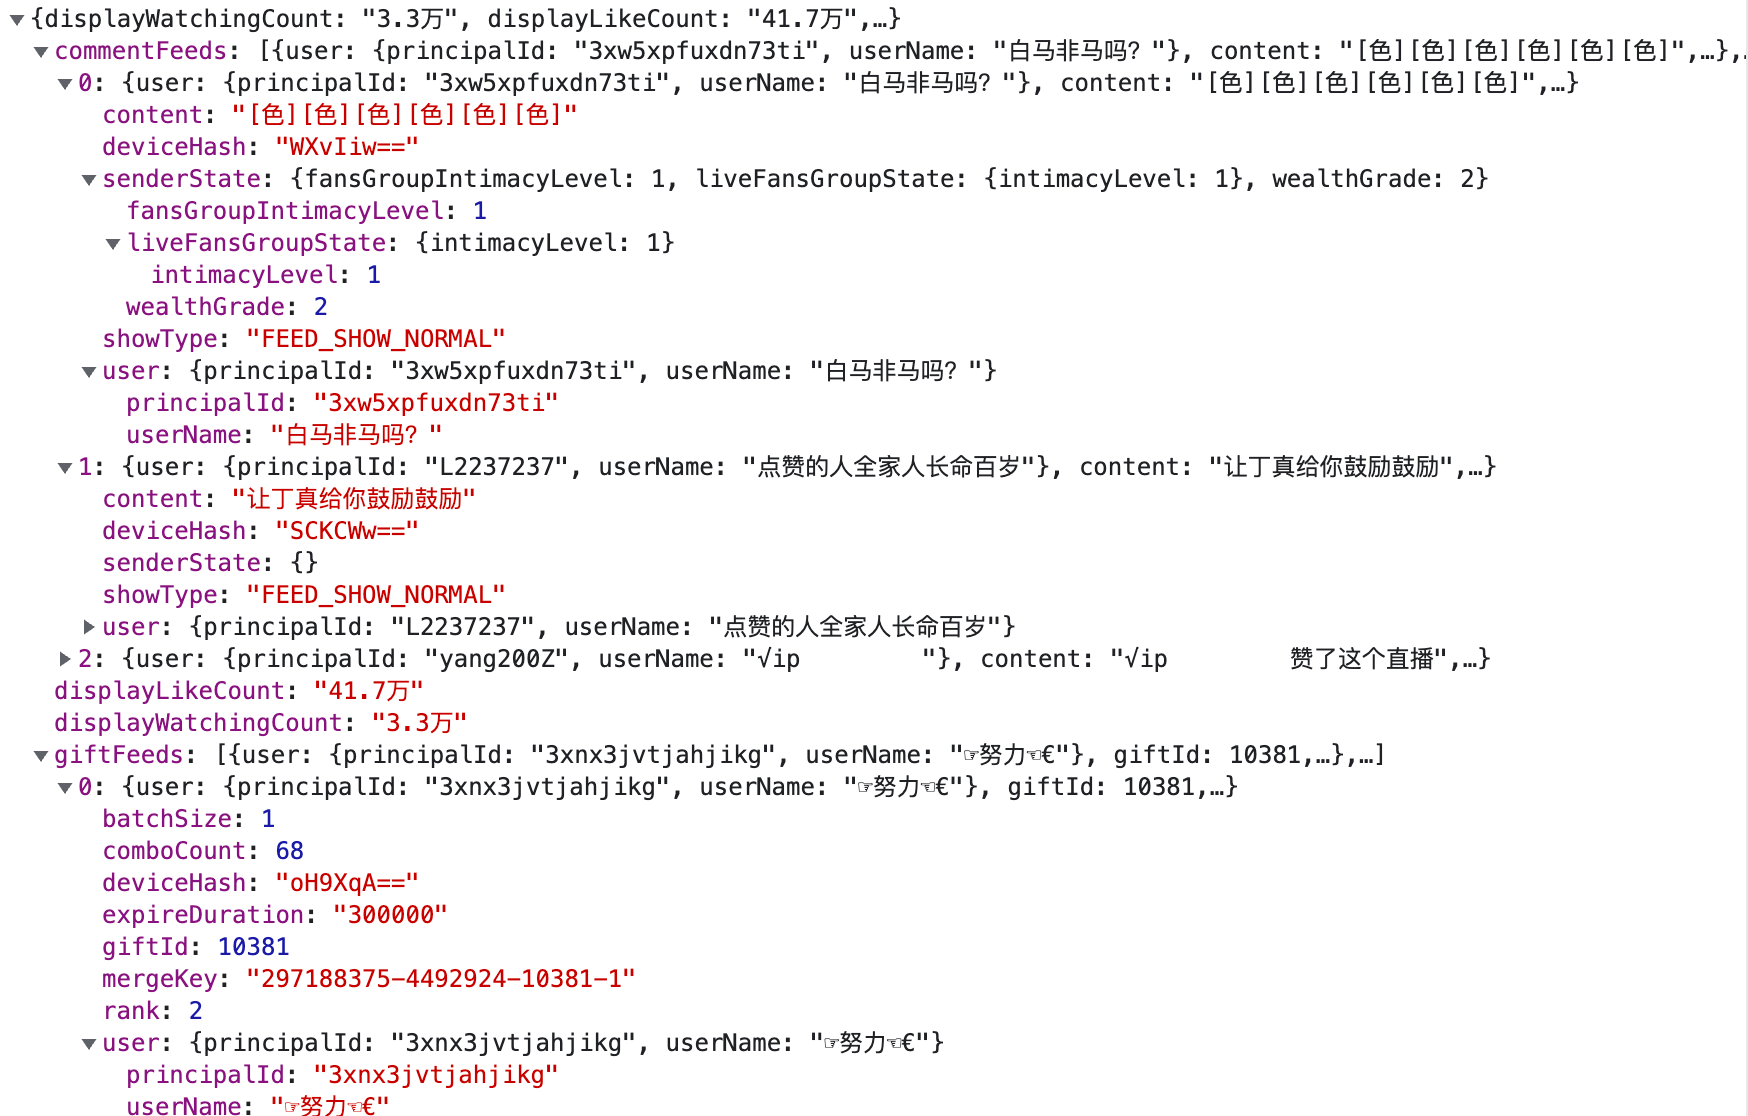 {displayWatchingCount: "3.3万", displayLikeCount: "41.7万",…}
commentFeeds: [{user: {principalId: "3xw5xpfuxdn73ti", userName: "白马非马吗？"}, content: "[色][色][色][色][色][色]",…},…
0: {user: {principalId: "3xw5xpfuxdn73ti", userName: "白马非马吗？"}, content: "[色][色][色][色][色][色]",…}
content: "[色][色][色][色][色][色]"
deviceHash: "WXvIiw=="
senderState: {fansGroupIntimacyLevel: 1, liveFansGroupState: {intimacyLevel: 1}, wealthGrade: 2}
fansGroupIntimacyLevel: 1
liveFansGroupState: {intimacyLevel: 1}
intimacyLevel: 1
wealthGrade: 2
showType: "FEED_SHOW_NORMAL"
user: {principalId: "3xw5xpfuxdn73ti", userName: "白马非马吗？"}
principalId: "3xw5xpfuxdn73ti"
userName: "白马非马吗？"
1: {user: {principalId: "L2237237", userName: "点赞的人全家人长命百岁"}, content: "让丁真给你鼓励鼓励",…}
content: "让丁真给你鼓励鼓励"
deviceHash: "SCKCWw=="
senderState: {}
showType: "FEED_SHOW_NORMAL"
user: {principalId: "L2237237", userName: "点赞的人全家人长命百岁"}
2: {user: {principalId: "yang200Z", userName: "√ip        "}, content: "√ip        赞了这个直播",…}
displayLikeCount: "41.7万"
displayWatchingCount: "3.3万"
giftFeeds: [{user: {principalId: "3xnx3jvtjahjikg", userName: "☞努力☜€"}, giftId: 10381,…},…]
0: {user: {principalId: "3xnx3jvtjahjikg", userName: "☞努力☜€"}, giftId: 10381,…}
batchSize: 1
comboCount: 68
deviceHash: "oH9XqA=="
expireDuration: "300000"
giftId: 10381
mergeKey: "297188375-4492924-10381-1"
rank: 2
user: {principalId: "3xnx3jvtjahjikg", userName: "☞努力☜€"}
principalId: "3xnx3jvtjahjikg"
userName: "☞努力☜€"